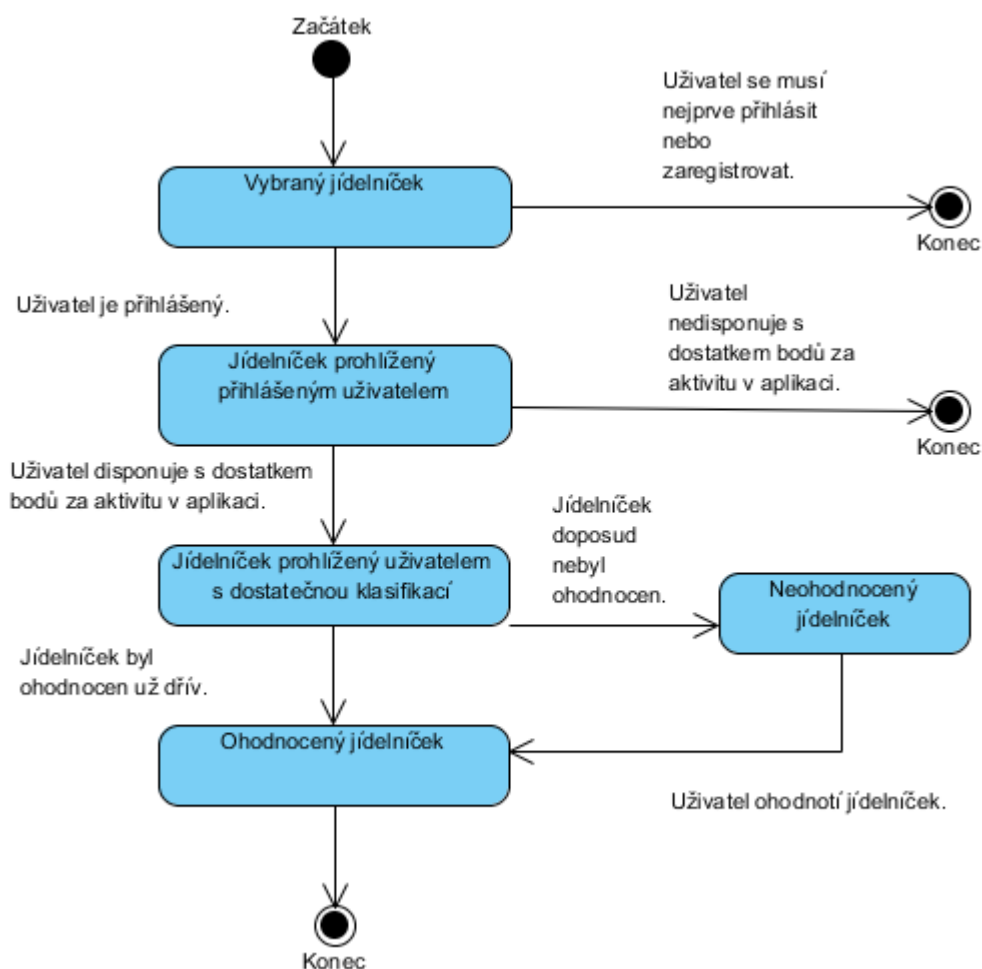 Začátek
Uživatel se musí
nejprve přihlásit
nebo
zaregistrovat.
Vybraný jídelníček
Konec
Uživatel je přihlášený.
Uživatel
nedisponuje s
dostatkem bodů za
aktivitu v aplikaci.
Jídelníček prohlížený
přihlášeným uživatelem
Konec
Uživatel disponuje s dostatkem
bodů za aktivitu v aplikaci.
Jídelníček
doposud
nebyl
ohodnocen.
Jídelníček prohlížený uživatelem
s dostatečnou klasifikací
Neohodnocený
jídelníček
Jídelníček byl
ohodnocen už dřív.
Ohodnocený jídelníček
Uživatel ohodnotí jídelníček.
Konec